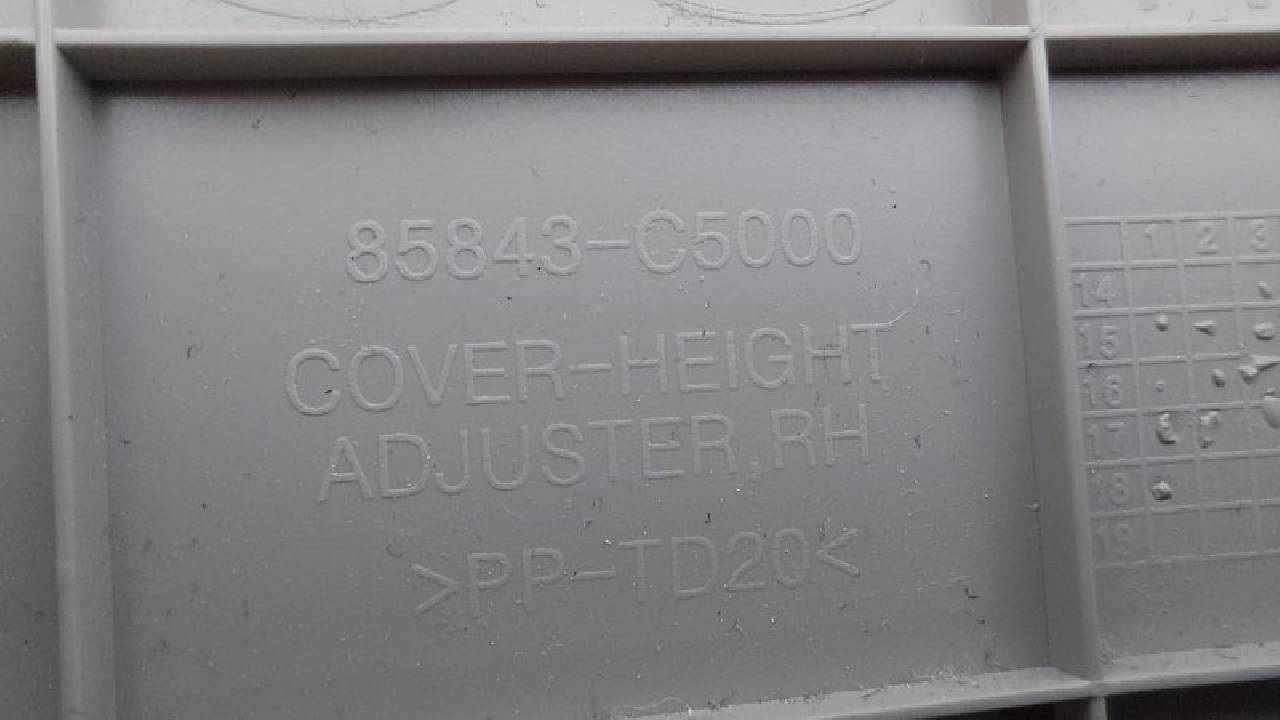 85843-C5000
COVER-HEIGHT
ADJUSTER,RH
>PP-TD20<
1 2 3
14
15
16
17
18
19